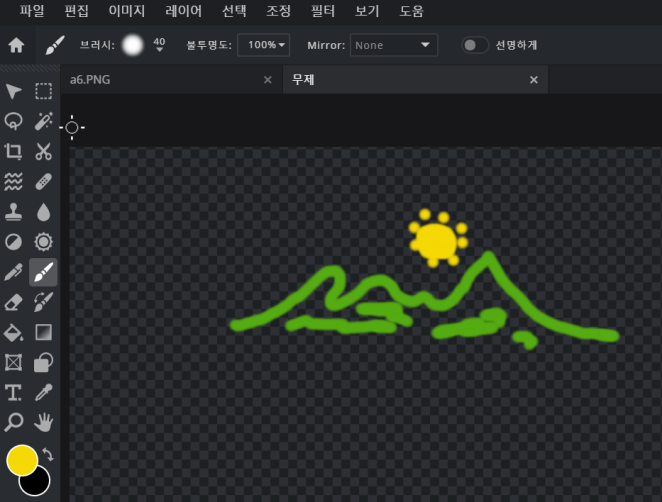 파일 편집 이미지 레이어 선택 조정 필터 보기 도움
브러시: 40 불투명도: 100% Mirror: None 선명하게
a6.PNG 무제